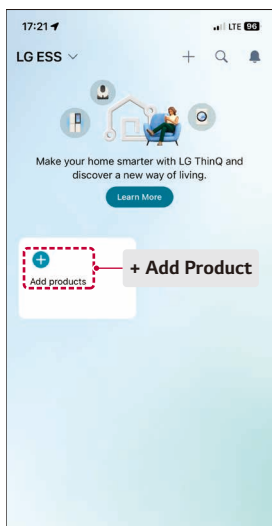 17:21
LTE 96
LG ESS
Make your home smarter with LG ThinQ and
discover a new way of living.
Learn More
Add products
+ Add Product